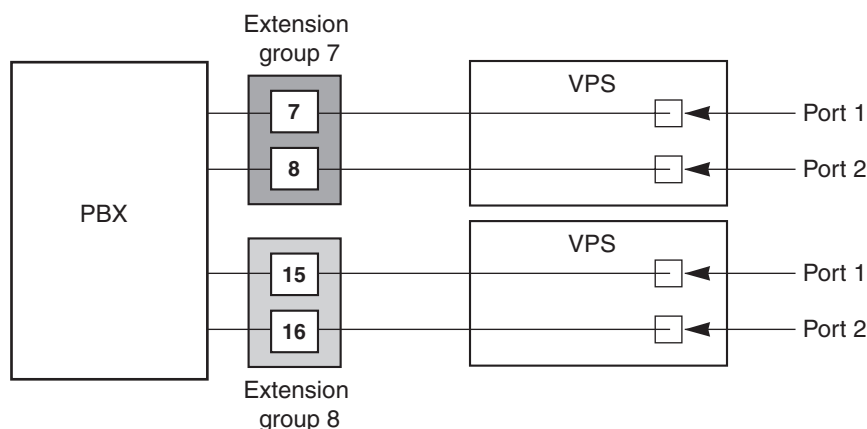 Extension
group 7
VPS
7
Port 1
8
Port 2
PBX
VPS
15
Port 1
16
Port 2
Extension
group 8